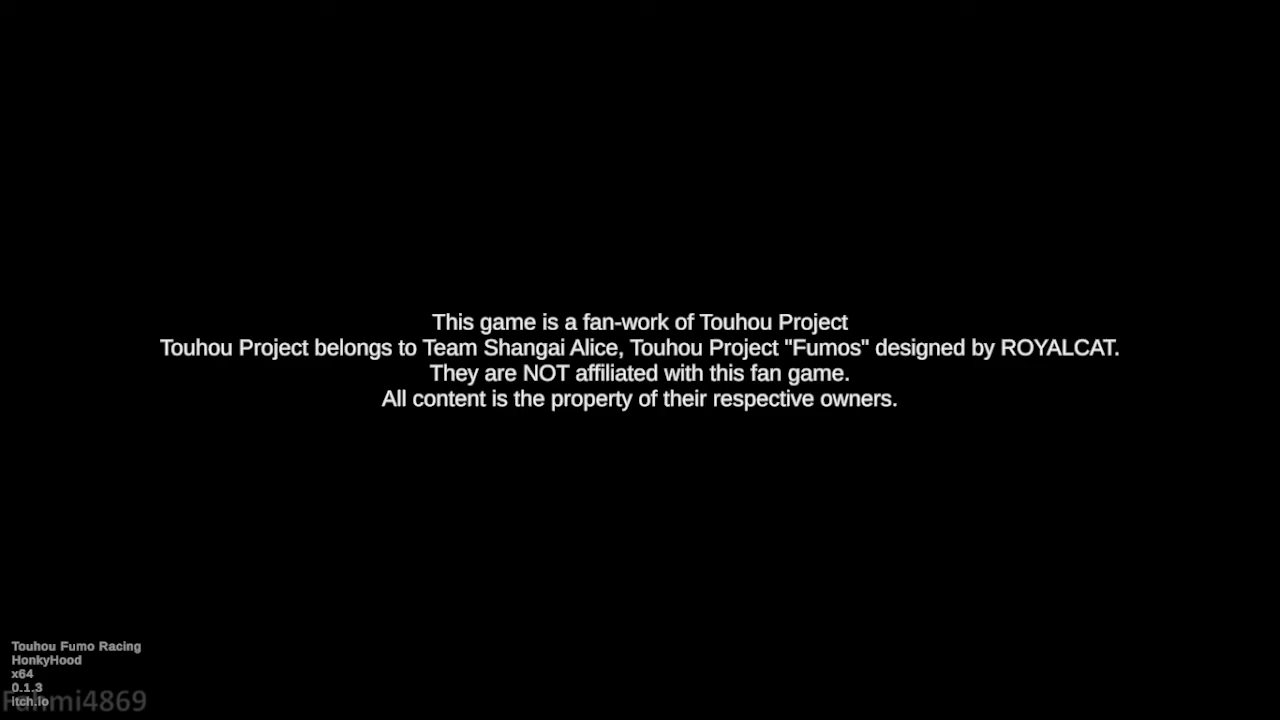 This game is a fan-work of Touhou Project
Touhou Project belongs to Team Shangai Alice, Touhou Project "Fumos" designed by ROYALCAT.
They are NOT affiliated with this fan game.
All content is the property of their respective owners.
Touhou Fumo Racing
HonkyHood
x64
0.1.3
itch.io
Fahmi4869